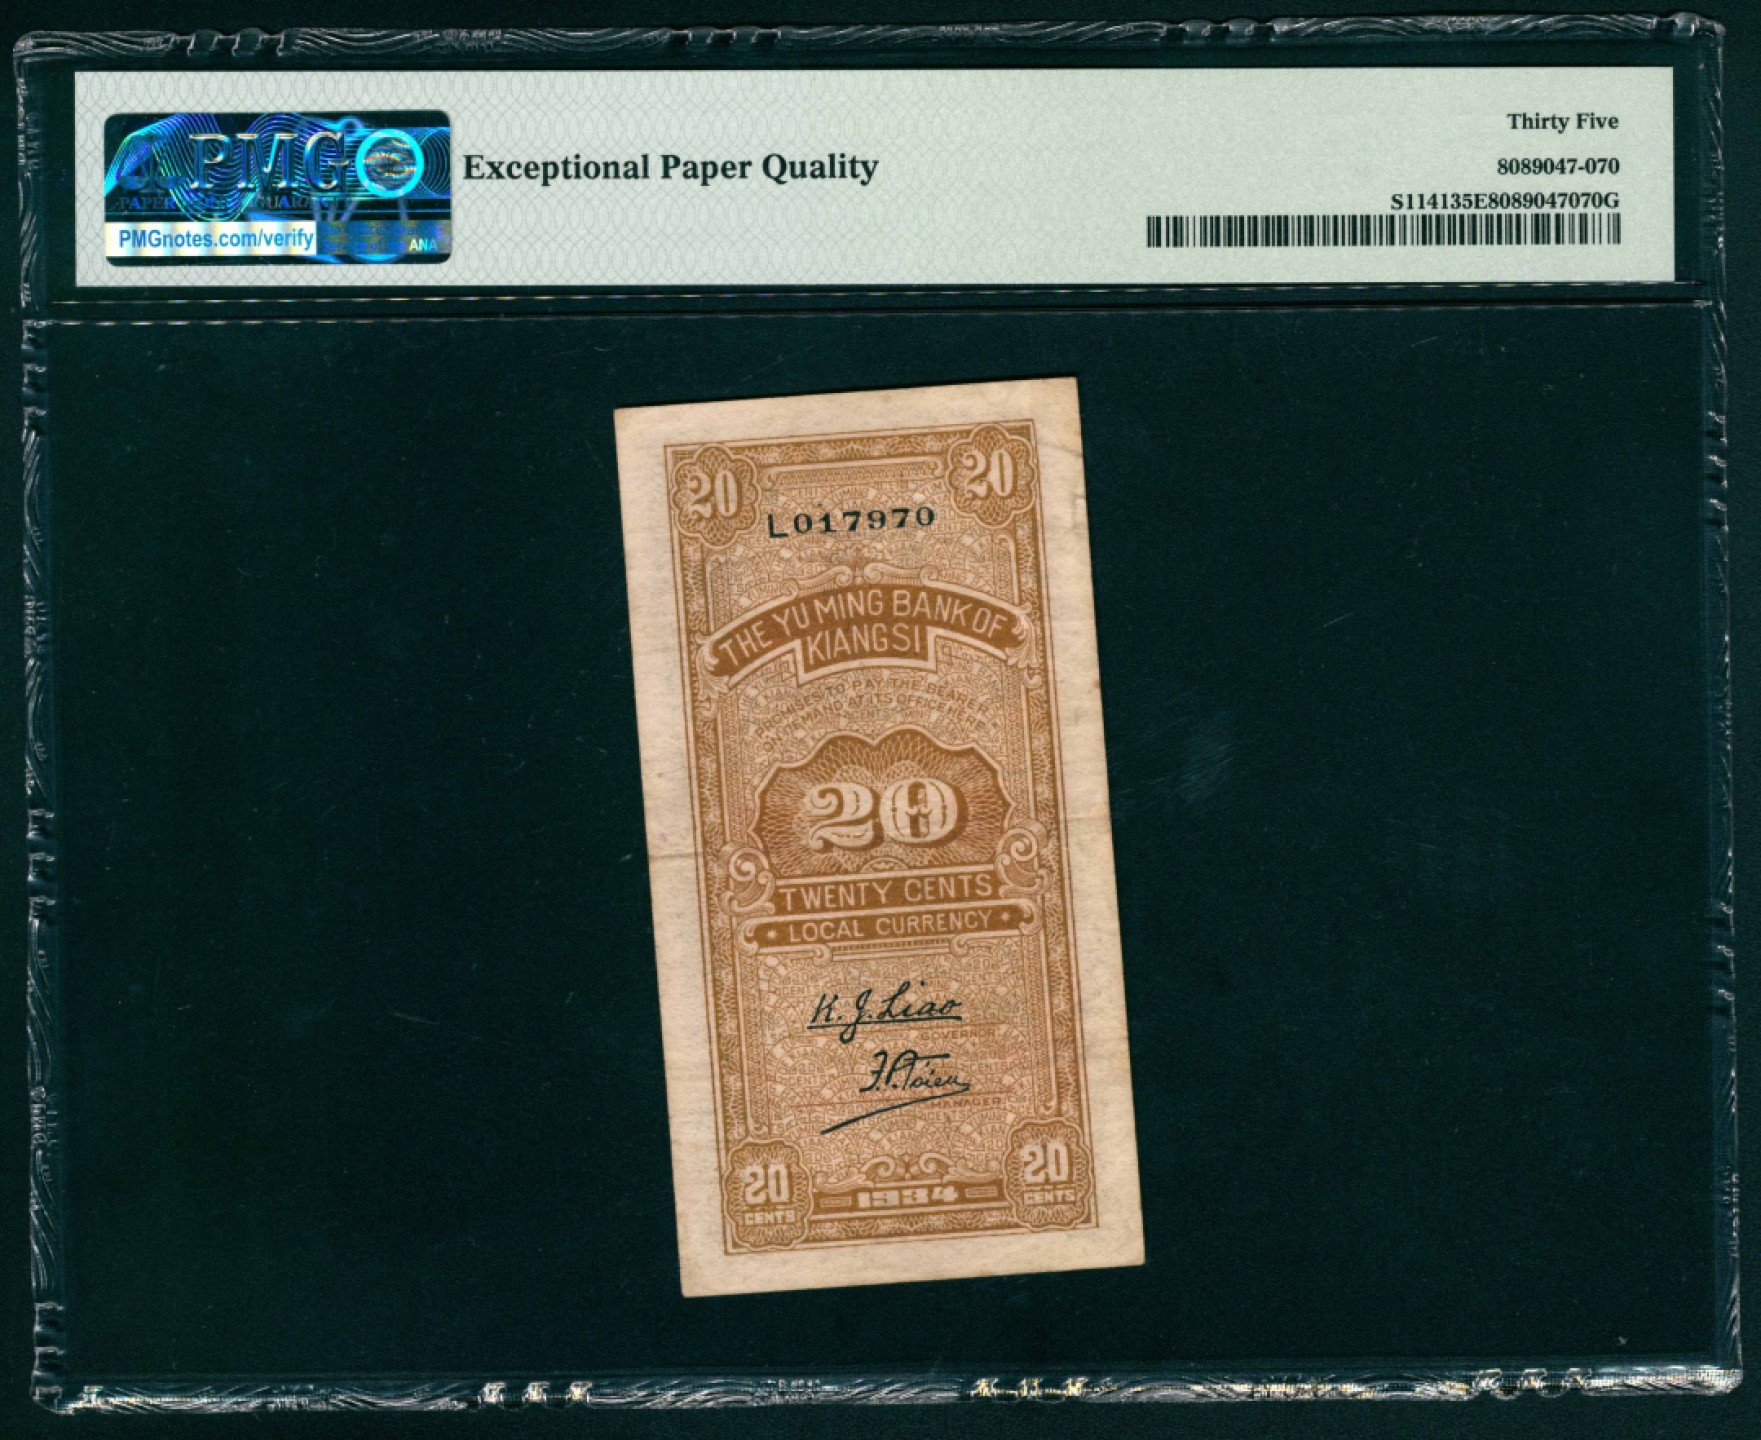 PMG
PMGnotes.com/verify
ANA
Exceptional Paper Quality
Thirty Five
8089047-070
S114135E8089047070G
20
20
L017970
THE YU MING BANK OF
KIANGSI
PROMISES TO PAY THE BEARER
ON DEMAND AT ITS OFFICE HERE
20
TWENTY CENTS
* LOCAL CURRENCY *
K. J. Liao
GOVERNOR
MANAGER
20
CENTS
1934
20
CENTS